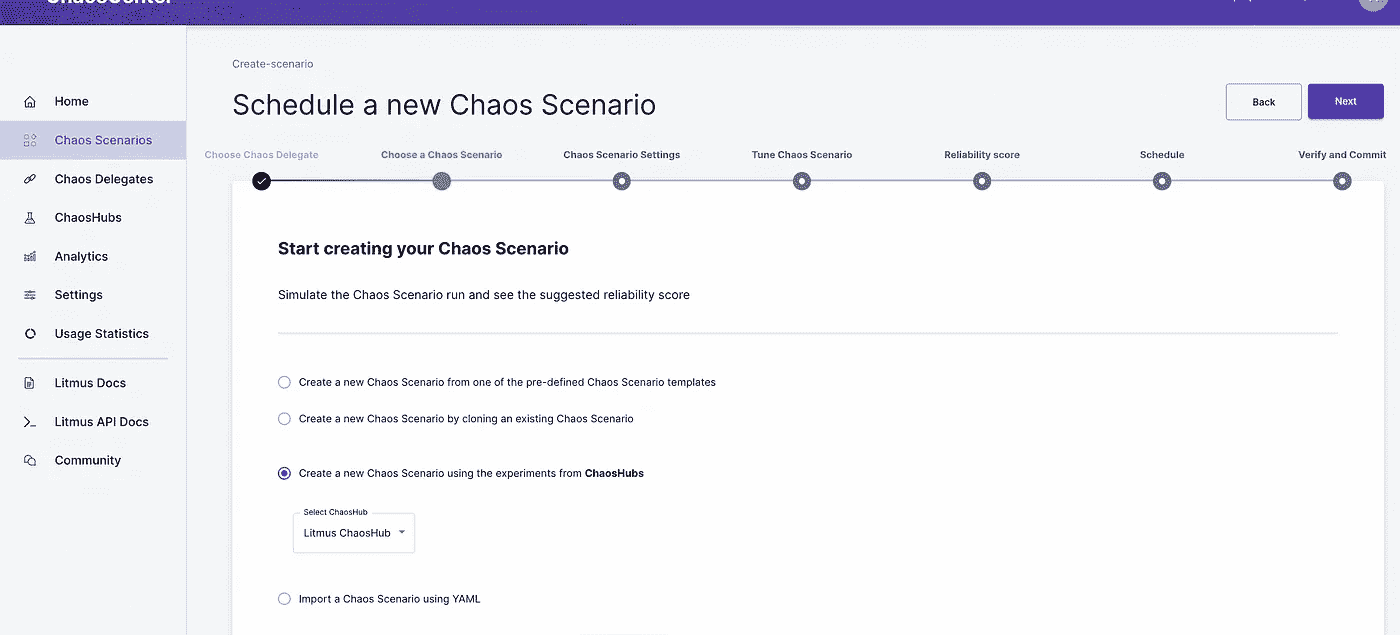 ChaosCenter
Create-scenario
Schedule a new Chaos Scenario
Back
Next
Home
Chaos Scenarios
Chaos Delegates
ChaosHubs
Analytics
Settings
Usage Statistics
Litmus Docs
Litmus API Docs
Community
Choose Chaos Delegate
Choose a Chaos Scenario
Chaos Scenario Settings
Tune Chaos Scenario
Reliability score
Schedule
Verify and Commit
Start creating your Chaos Scenario
Simulate the Chaos Scenario run and see the suggested reliability score
Create a new Chaos Scenario from one of the pre-defined Chaos Scenario templates
Create a new Chaos Scenario by cloning an existing Chaos Scenario
Create a new Chaos Scenario using the experiments from ChaosHubs
Select ChaosHub
Litmus ChaosHub
Import a Chaos Scenario using YAML